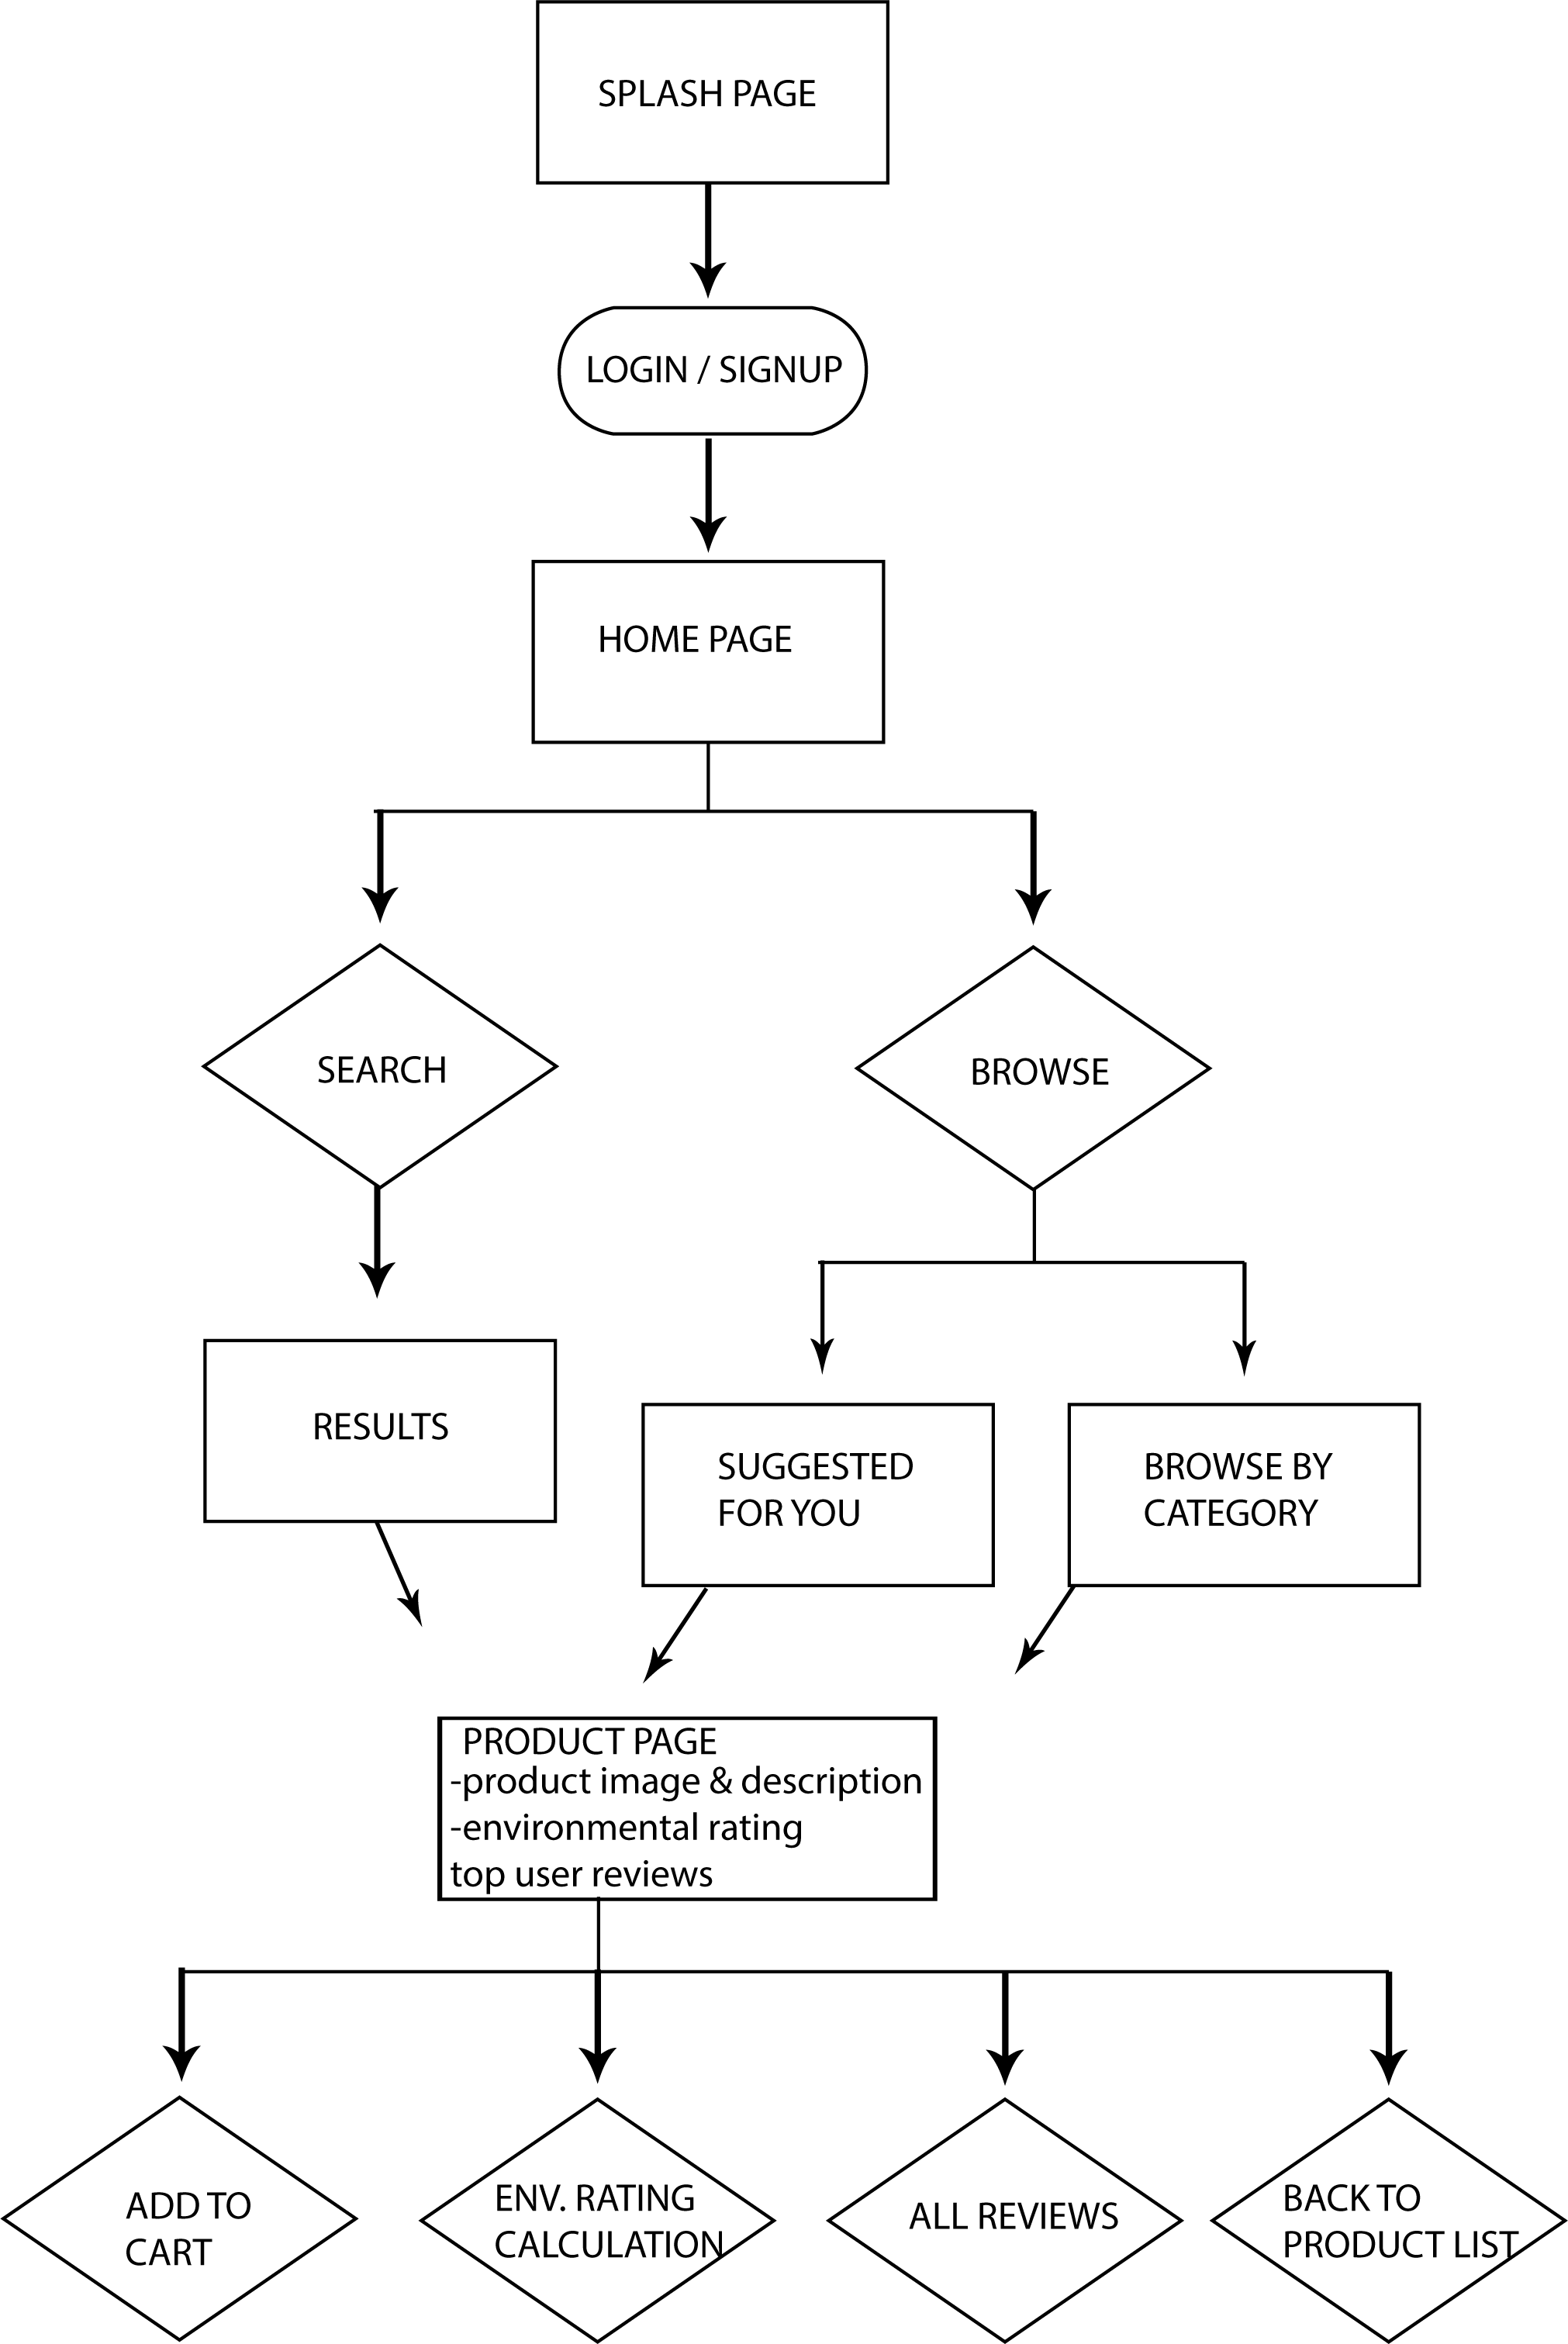 SPLASH PAGE
LOGIN / SIGNUP
HOME PAGE
SEARCH
BROWSE
RESULTS
SUGGESTED
FOR YOU
BROWSE BY
CATEGORY
PRODUCT PAGE
-product image & description
-environmental rating
top user reviews
ADD TO
CART
ENV. RATING
CALCULATION
ALL REVIEWS
BACK TO
PRODUCT LIST